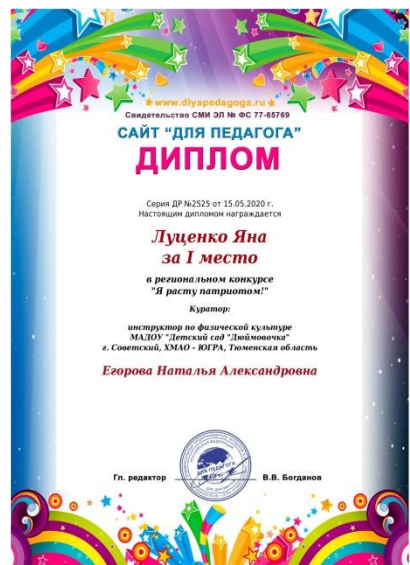 www.dlyapedagoga.ru
Свидетельство СМИ ЭЛ № ФС 77-65769
САЙТ "ДЛЯ ПЕДАГОГА"
ДИПЛОМ
Серия ДР №2525 от 15.05.2020 г.
Настоящим дипломом награждается
Луценко Яна
за I место
в региональном конкурсе
"Я расту патриотом!"
Куратор:
инструктор по физической культуре
МАДОУ "Детский сад "Дюймовочка"
г. Советский, ХМАО - ЮГРА, Тюменская область
Егорова Наталья Александровна
ДЛЯ ПЕДАГОГА
Гл. редактор В.В. Богданов